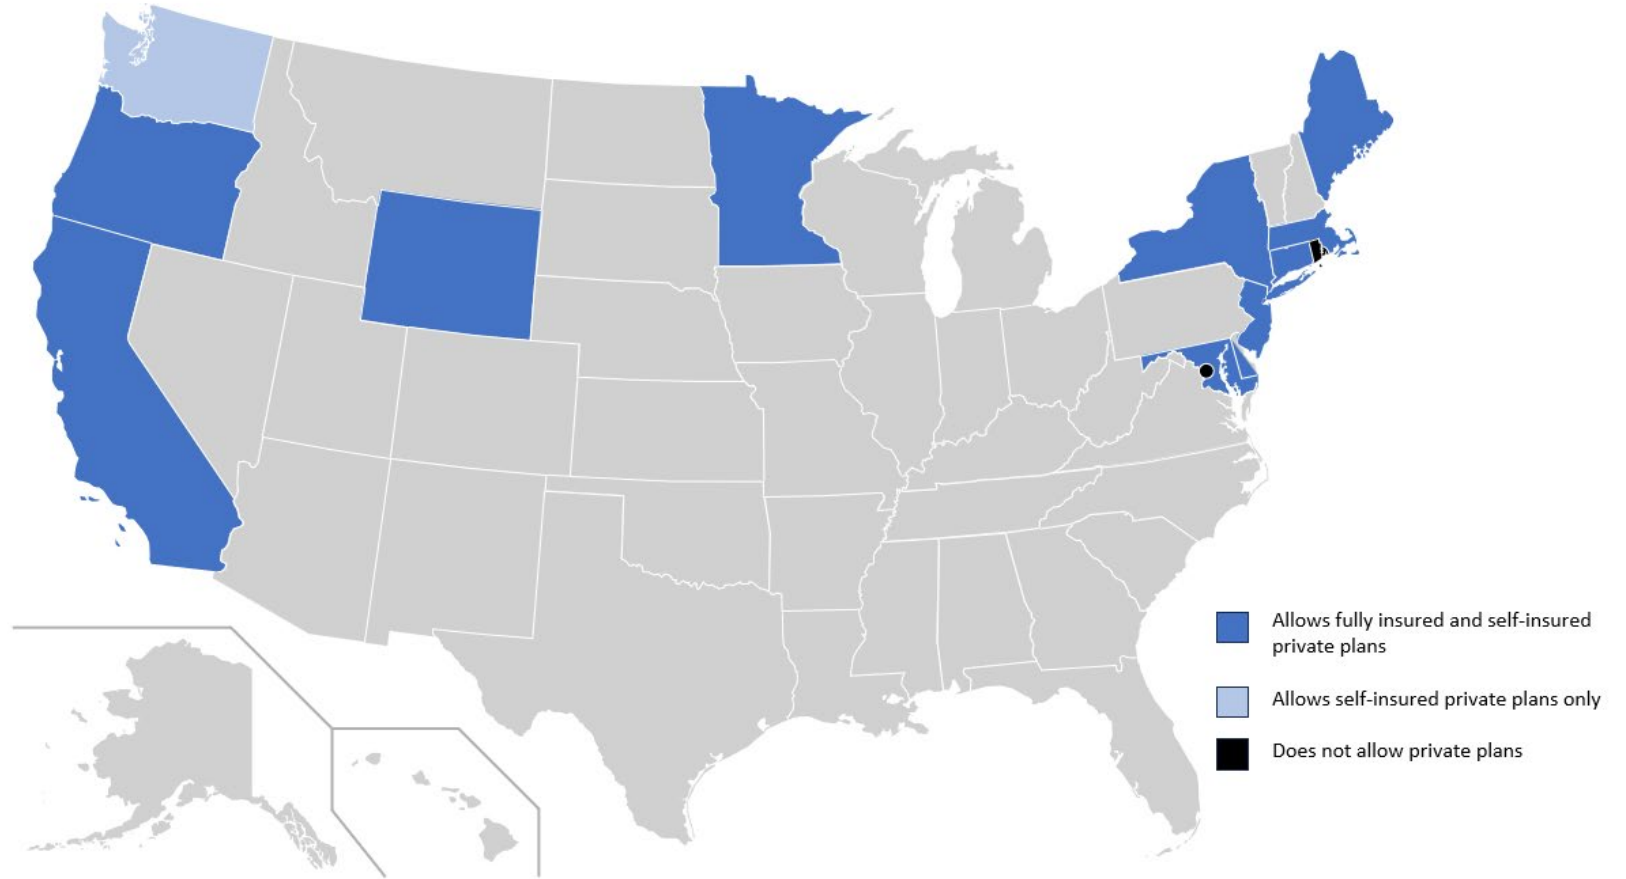 Allows fully insured and self-insured
private plans
Allows self-insured private plans only
Does not allow private plans